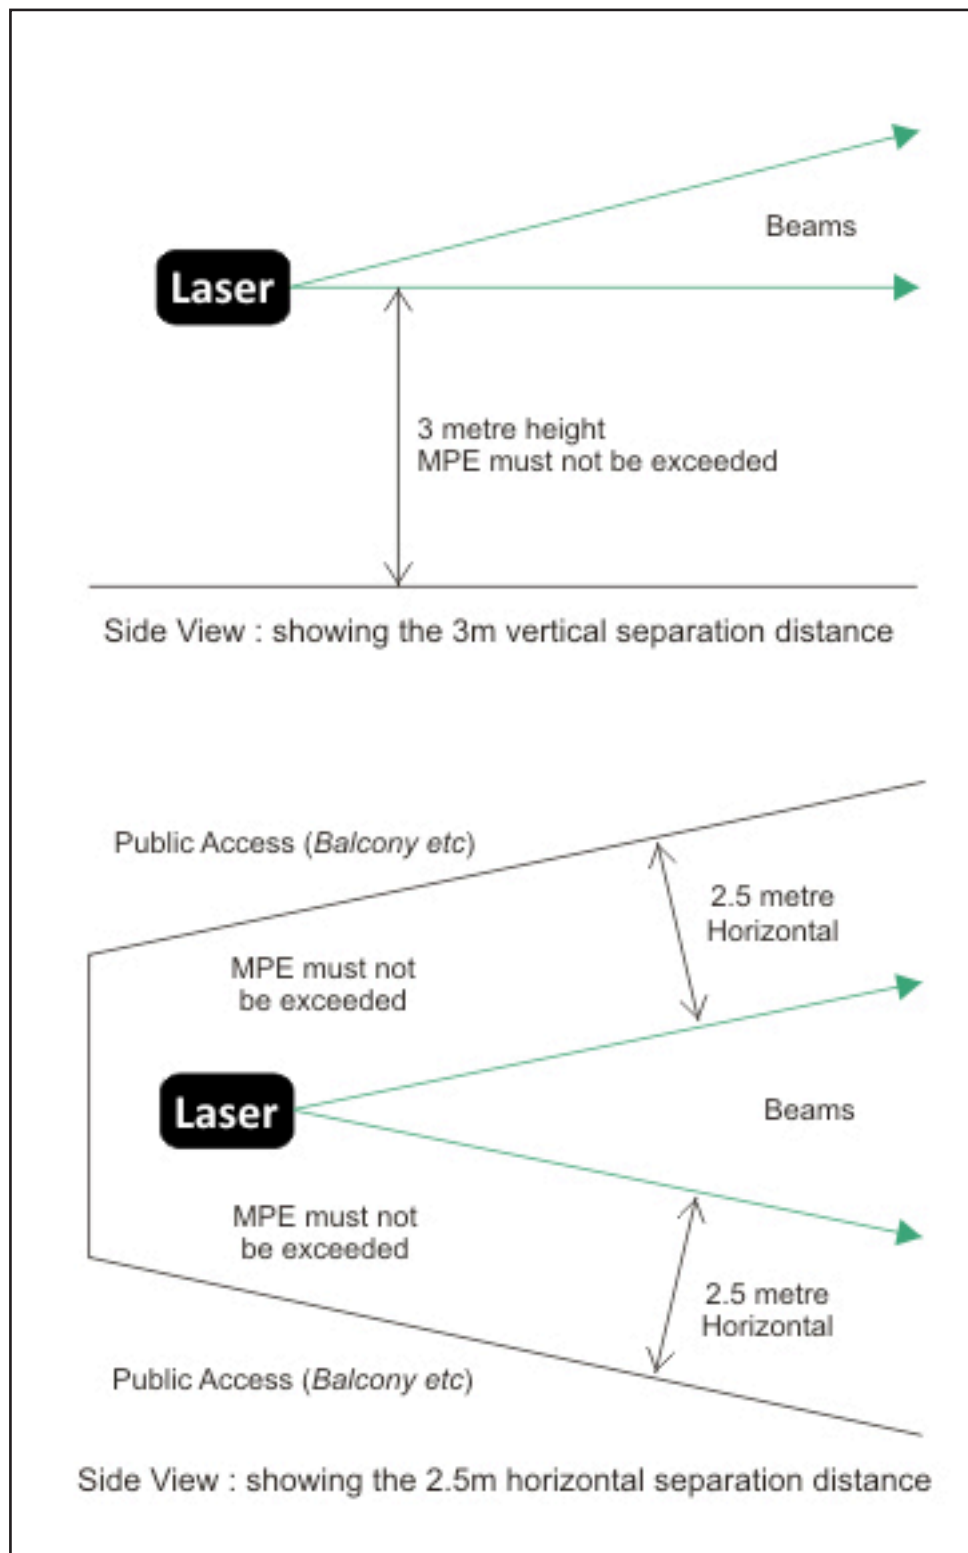 Beams
Laser
3 metre height
MPE must not be exceeded
Side View : showing the 3m vertical separation distance
Public Access (Balcony etc)
2.5 metre
Horizontal
MPE must not
be exceeded
Laser
Beams
MPE must not
be exceeded
2.5 metre
Horizontal
Public Access (Balcony etc)
Side View : showing the 2.5m horizontal separation distance